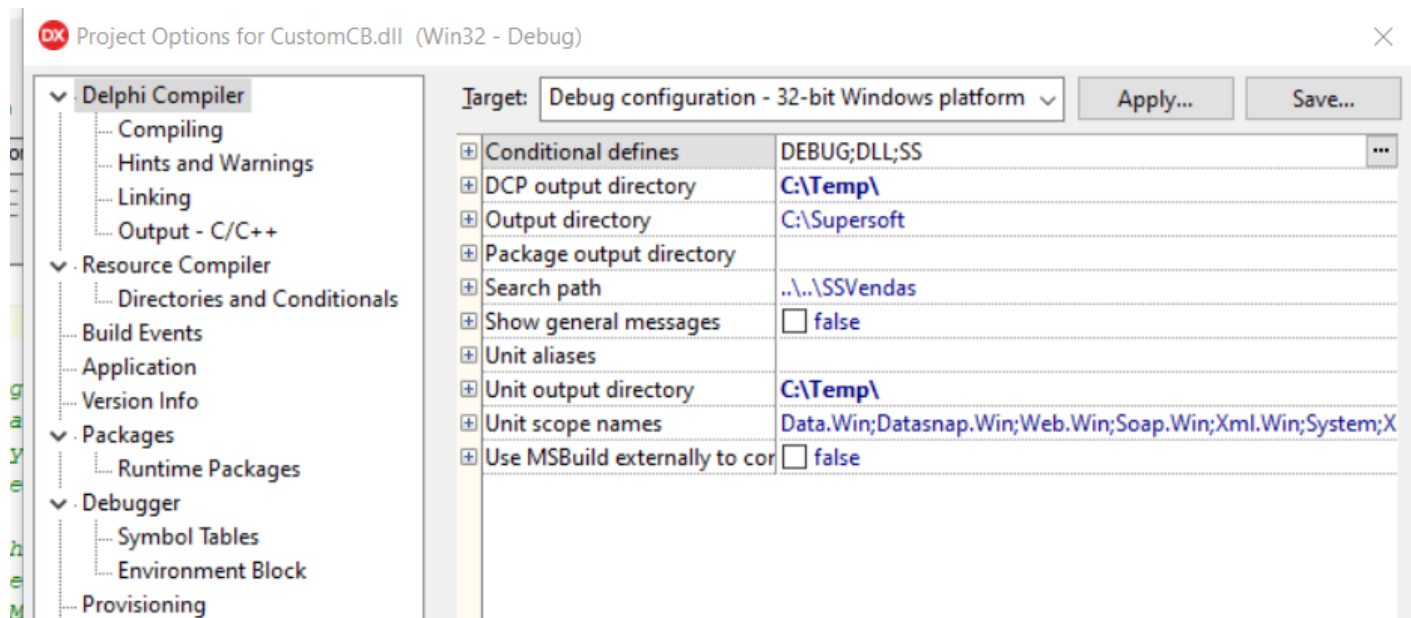 DX Project Options for CustomCB.dll (Win32 - Debug)
Delphi Compiler
Compiling
Hints and Warnings
Linking
Output - C/C++
Resource Compiler
Directories and Conditionals
Build Events
Application
Version Info
Packages
Runtime Packages
Debugger
Symbol Tables
Environment Block
Provisioning
Target: Debug configuration - 32-bit Windows platform Apply... Save...
Conditional defines DEBUG;DLL;SS ...
DCP output directory C:\Temp\
Output directory C:\Supersoft
Package output directory
Search path ..\..\SSVendas
Show general messages false
Unit aliases
Unit output directory C:\Temp\
Unit scope names Data.Win;Datasnap.Win;Web.Win;Soap.Win;Xml.Win;System;X
Use MSBuild externally to cor false